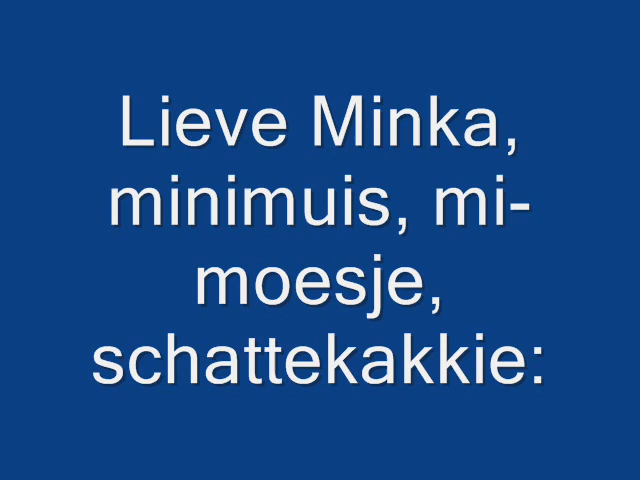 Lieve Minka,
minimuis, mi-
moesje,
schattekakkie: